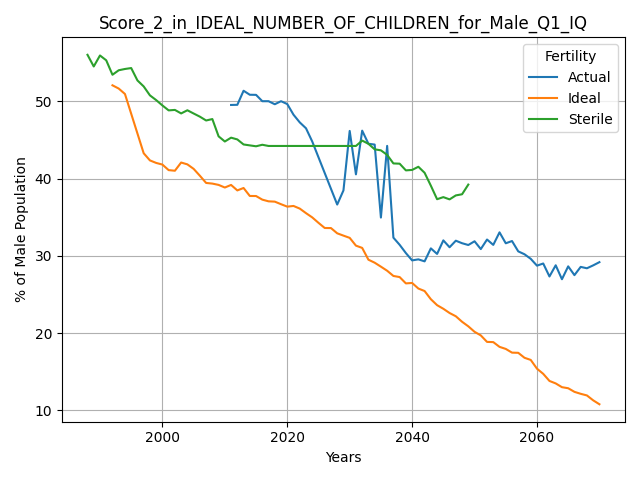 Score_2_in_IDEAL_NUMBER_OF_CHILDREN_for_Male_Q1_IQ
Fertility
Actual
Ideal
Sterile
% of Male Population
50
40
30
20
10
2000 2020 2040 2060
Years